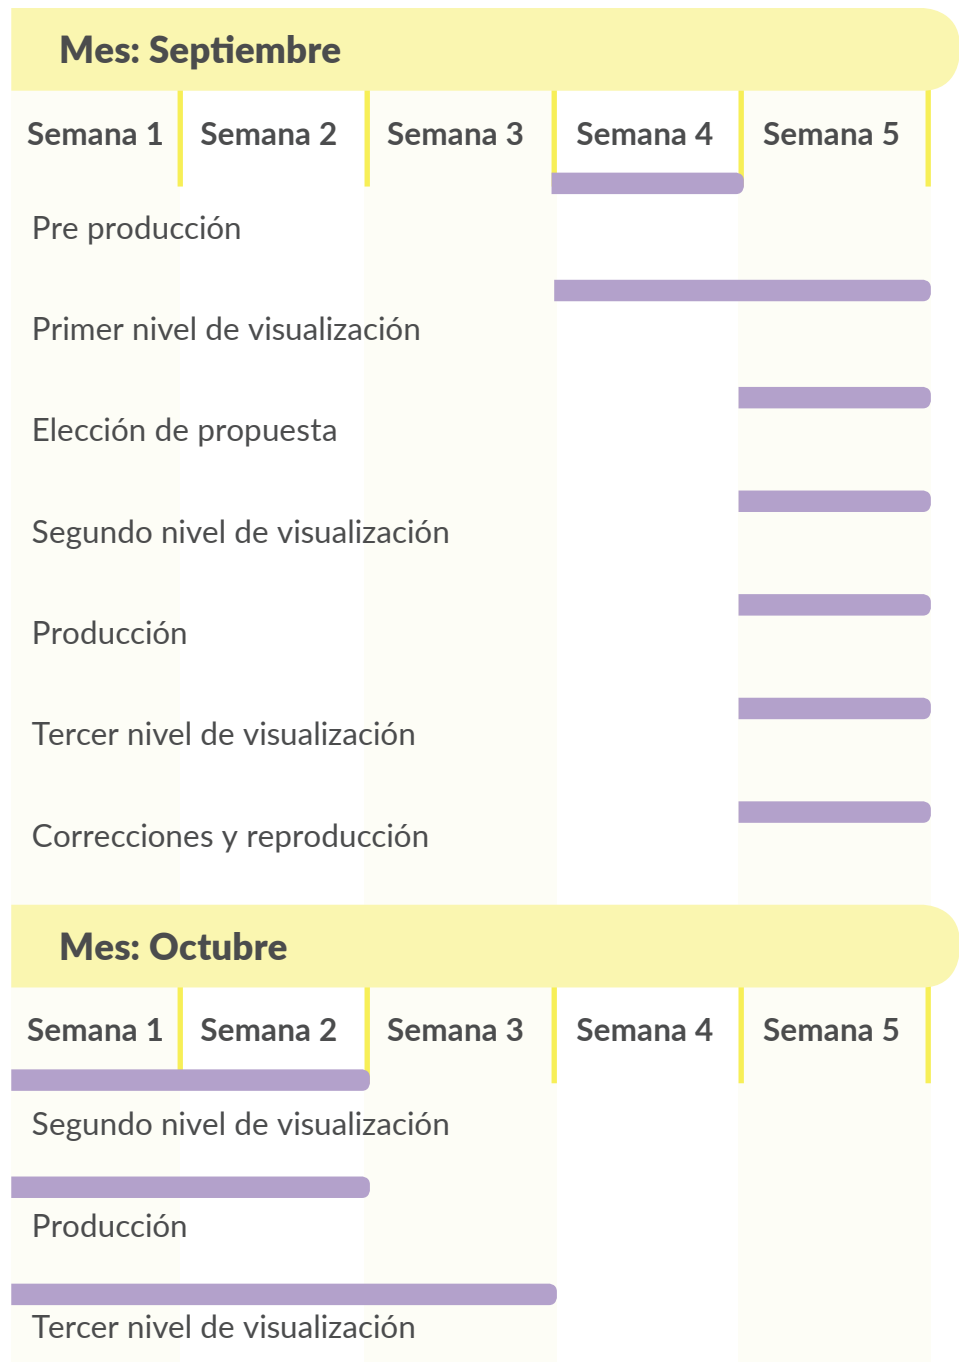 Mes: Septiembre
Semana 1 Semana 2 Semana 3 Semana 4 Semana 5
Pre producción
Primer nivel de visualización
Elección de propuesta
Segundo nivel de visualización
Producción
Tercer nivel de visualización
Correcciones y reproducción
Mes: Octubre
Semana 1 Semana 2 Semana 3 Semana 4 Semana 5
Segundo nivel de visualización
Producción
Tercer nivel de visualización